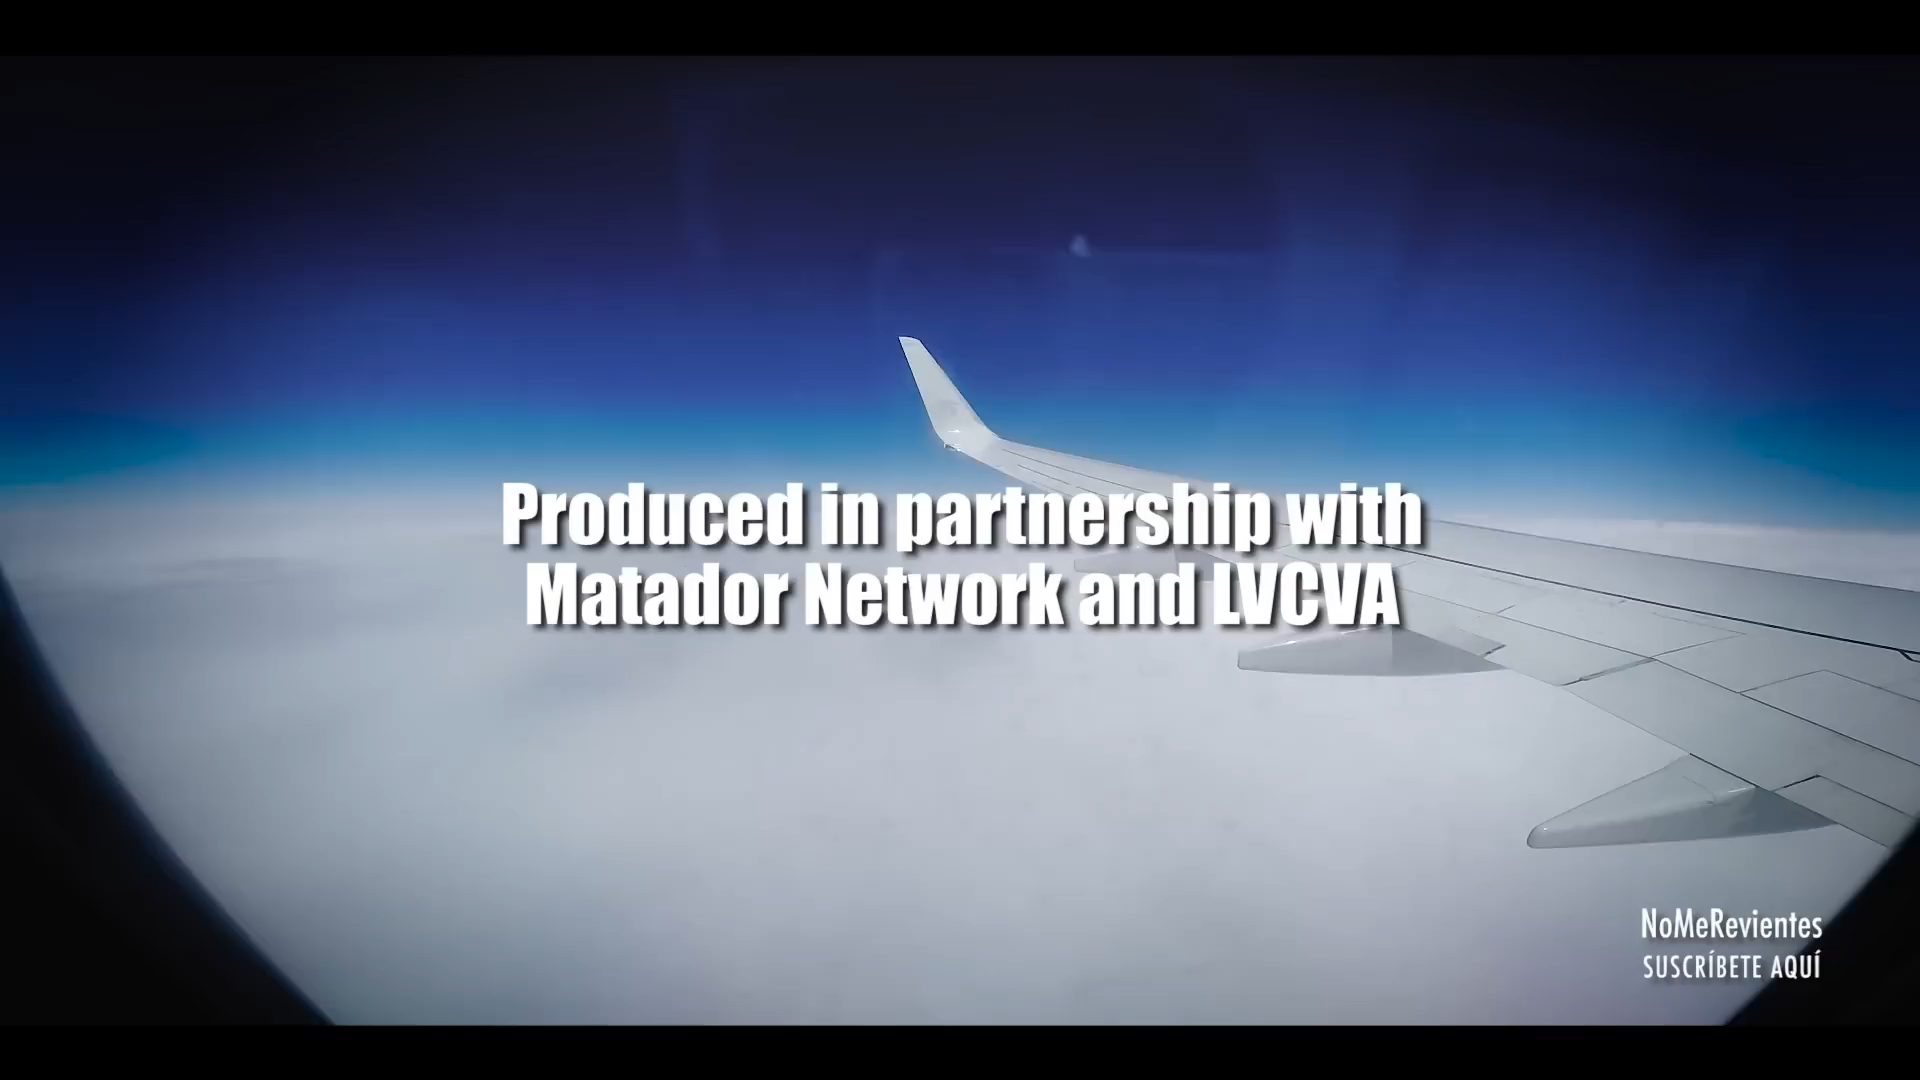 Produced in partnership with
Matador Network and LVCVA
NoMeRevientes
SUSCRÍBETE AQUÍ